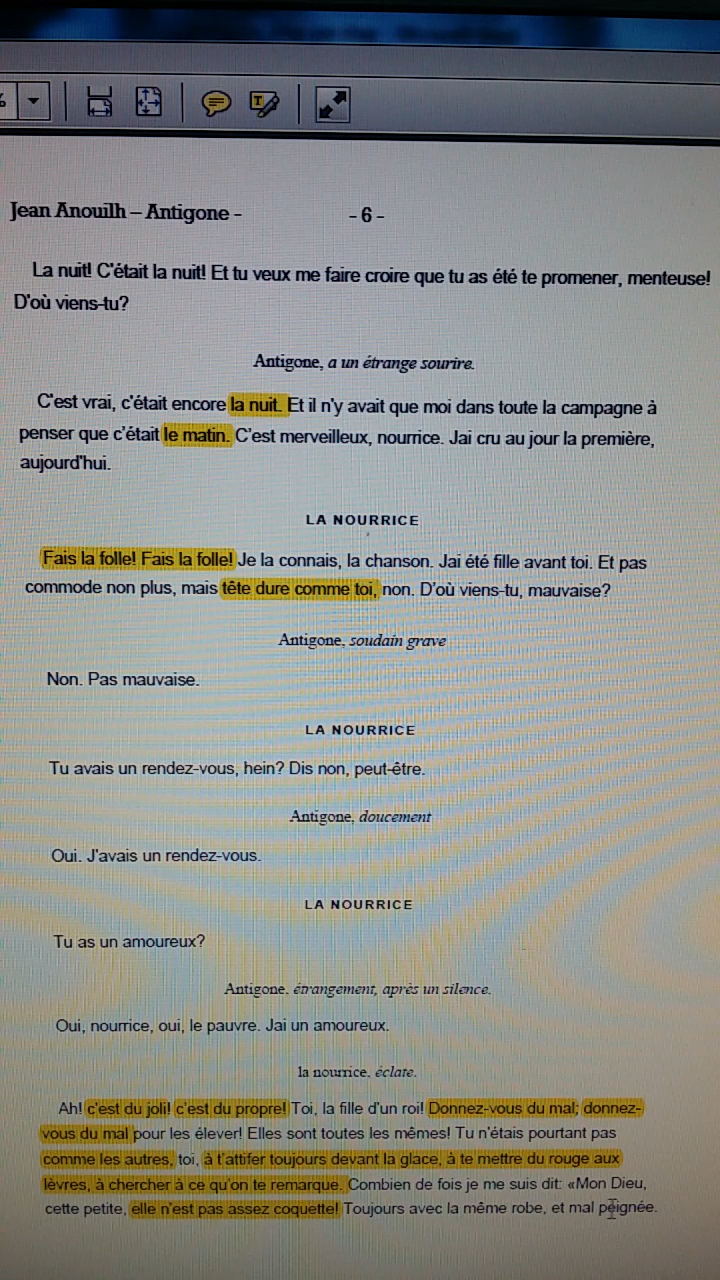 Jean Anouilh – Antigone -
- 6 -
La nuit! C'était la nuit! Et tu veux me faire croire que tu as été te promener, menteuse!
D'où viens-tu?
Antigone, a un étrange sourire.
C'est vrai, c'était encore la nuit. Et il n'y avait que moi dans toute la campagne à
penser que c'était le matin. C'est merveilleux, nourrice. Jai cru au jour la première,
aujourd'hui.
LA NOURRICE
Fais la folle! Fais la folle! Je la connais, la chanson. Jai été fille avant toi. Et pas
commode non plus, mais tête dure comme toi, non. D'où viens-tu, mauvaise?
Antigone, soudain grave
Non. Pas mauvaise.
LA NOURRICE
Tu avais un rendez-vous, hein? Dis non, peut-être.
Antigone, doucement
Oui. J'avais un rendez-vous.
LA NOURRICE
Tu as un amoureux?
Antigone, étrangement, après un silence.
Oui, nourrice, oui, le pauvre. Jai un amoureux.
la nourrice, éclate.
Ah! c'est du joli! c'est du propre! Toi, la fille d'un roi! Donnez-vous du mal; donnez-
vous du mal pour les élever! Elles sont toutes les mêmes! Tu n'étais pourtant pas
comme les autres, toi, à t'attifer toujours devant la glace, à te mettre du rouge aux
lèvres, à chercher à ce qu'on te remarque. Combien de fois je me suis dit: «Mon Dieu,
cette petite, elle n'est pas assez coquette! Toujours avec la même robe, et mal peignée.